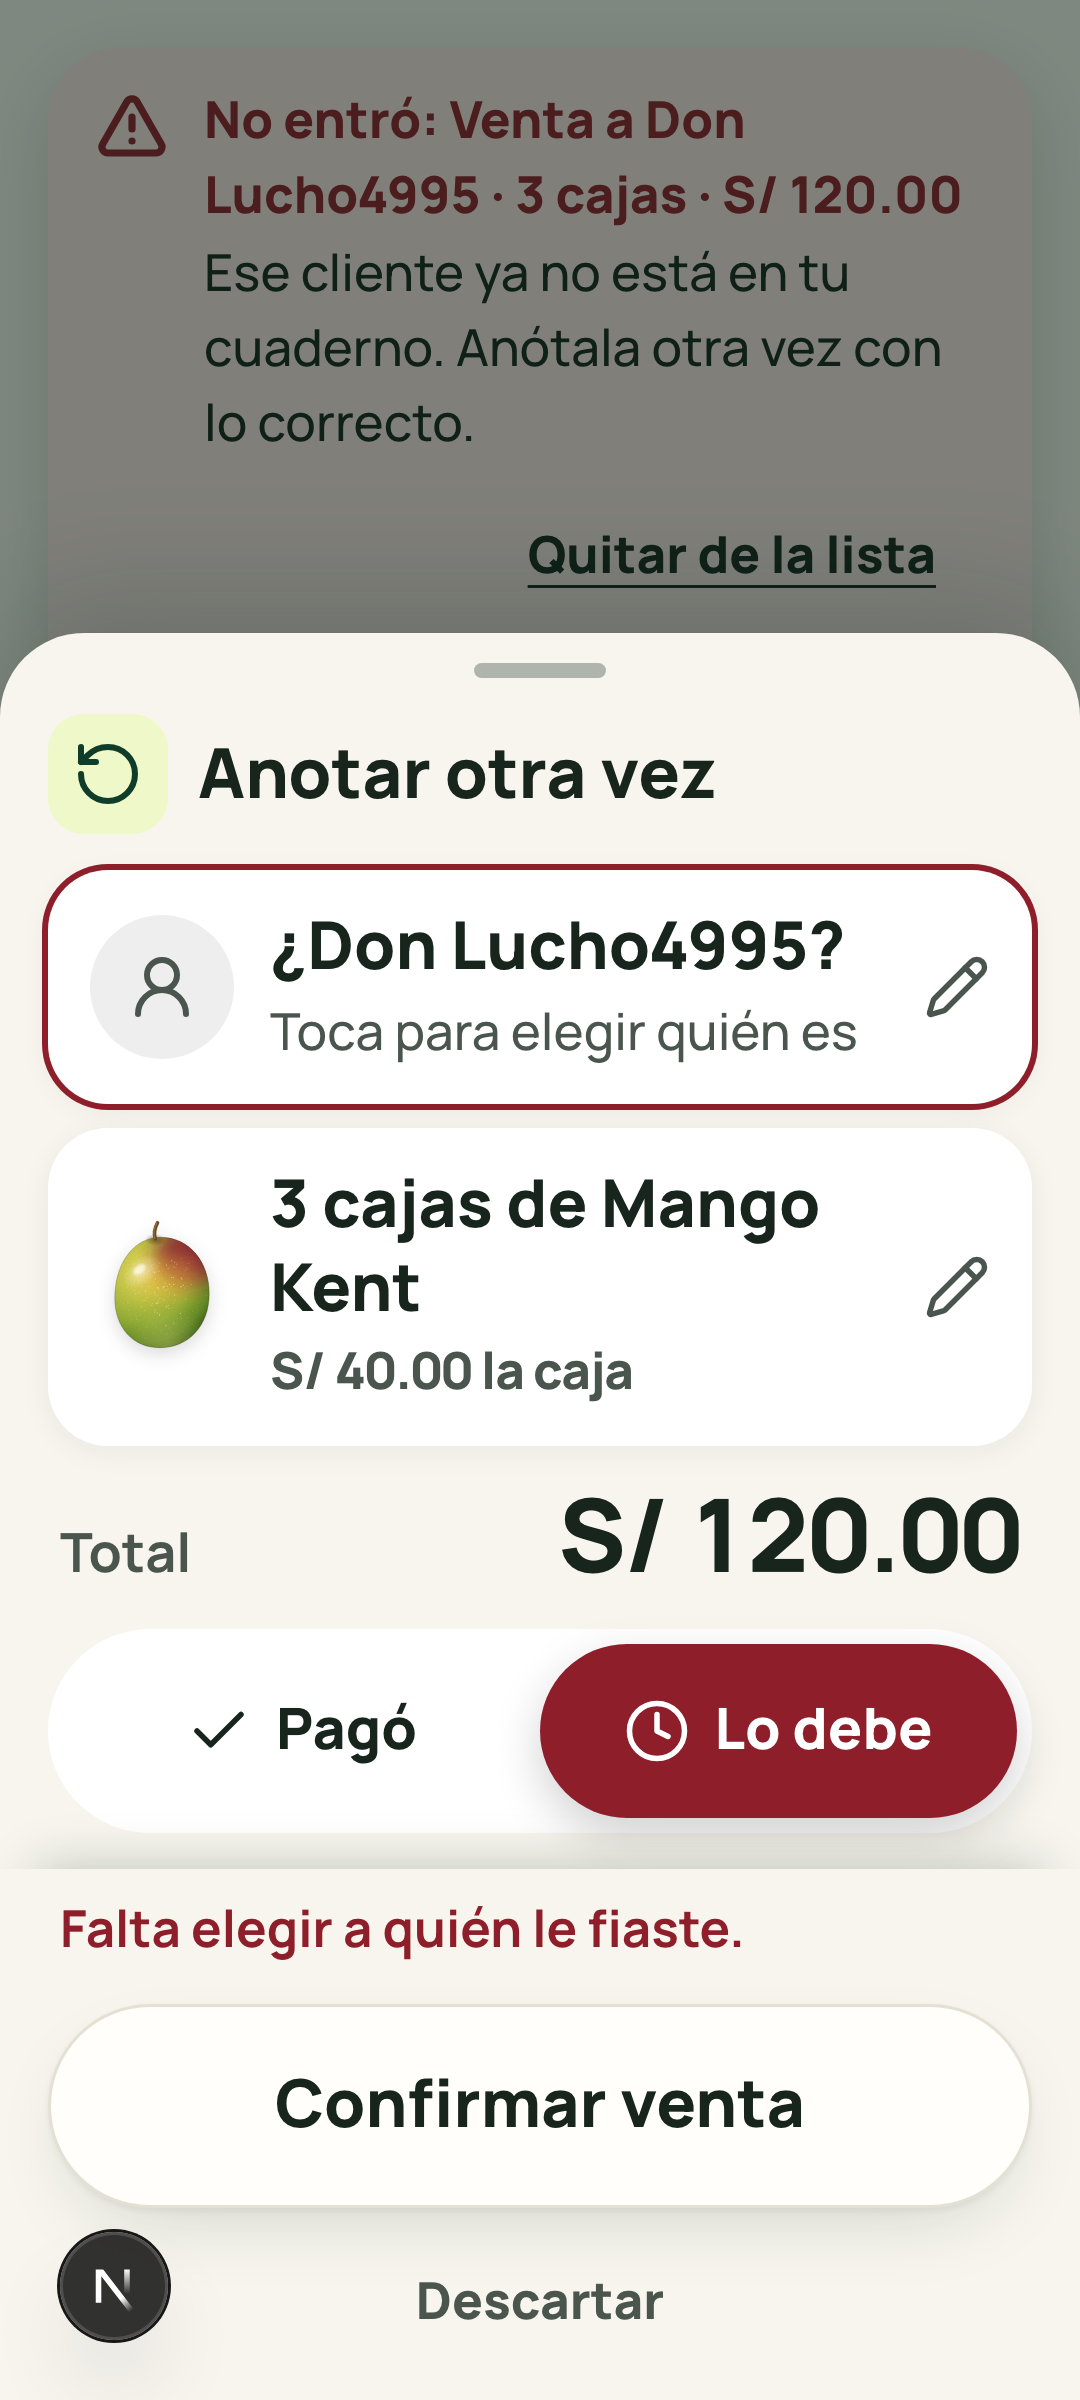 No entró: Venta a Don
Lucho4995 · 3 cajas · S/ 120.00
Ese cliente ya no está en tu
cuaderno. Anótala otra vez con
lo correcto.
Quitar de la lista
Anotar otra vez
¿Don Lucho4995?
Toca para elegir quién es
3 cajas de Mango
Kent
S/ 40.00 la caja
Total
S/ 120.00
Pagó
Lo debe
Falta elegir a quién le fiaste.
Confirmar venta
N
Descartar